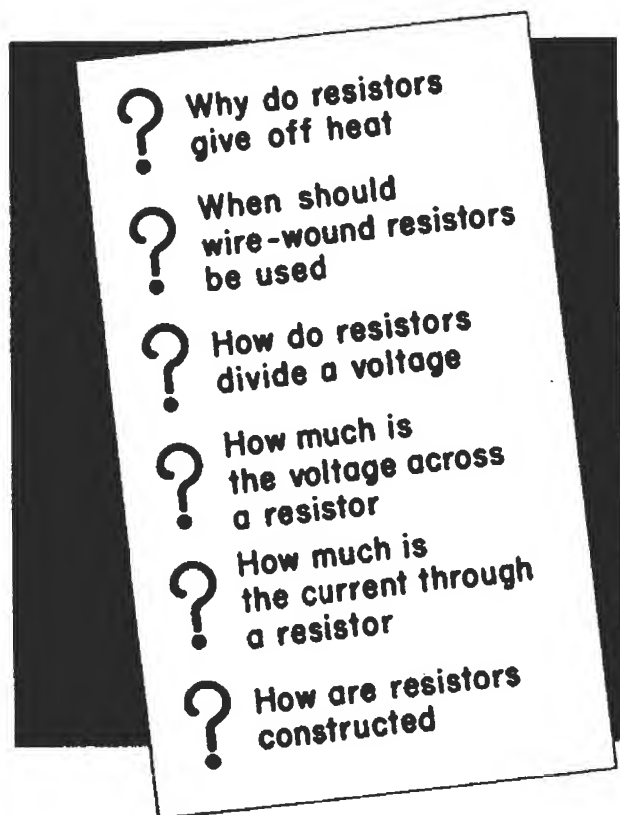 ? Why do resistors
give off heat
? When should
wire-wound resistors
be used
? How do resistors
divide a voltage
? How much is
the voltage across
a resistor
? How much is
the current through
a resistor
? How are resistors
constructed